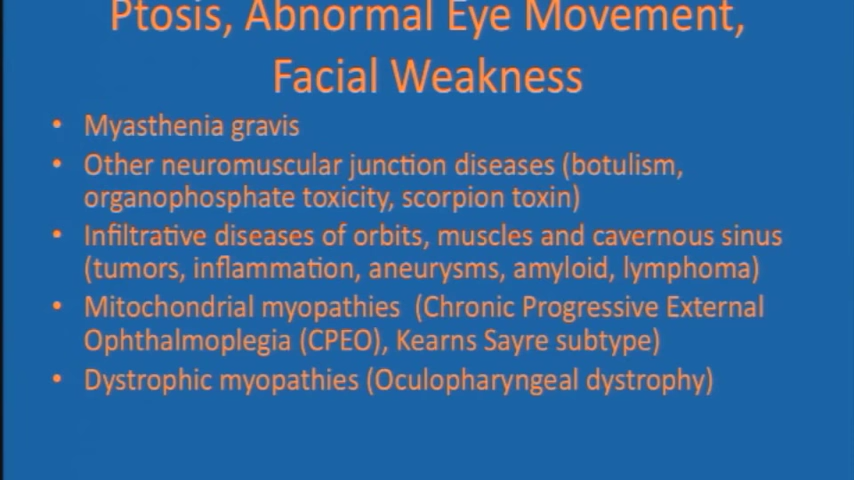 Ptosis, Abnormal Eye Movement,
Facial Weakness
• Myasthenia gravis
• Other neuromuscular junction diseases (botulism,
organophosphate toxicity, scorpion toxin)
• Infiltrative diseases of orbits, muscles and cavernous sinus
(tumors, inflammation, aneurysms, amyloid, lymphoma)
• Mitochondrial myopathies (Chronic Progressive External
Ophthalmoplegia (CPEO), Kearns Sayre subtype)
• Dystrophic myopathies (Oculopharyngeal dystrophy)